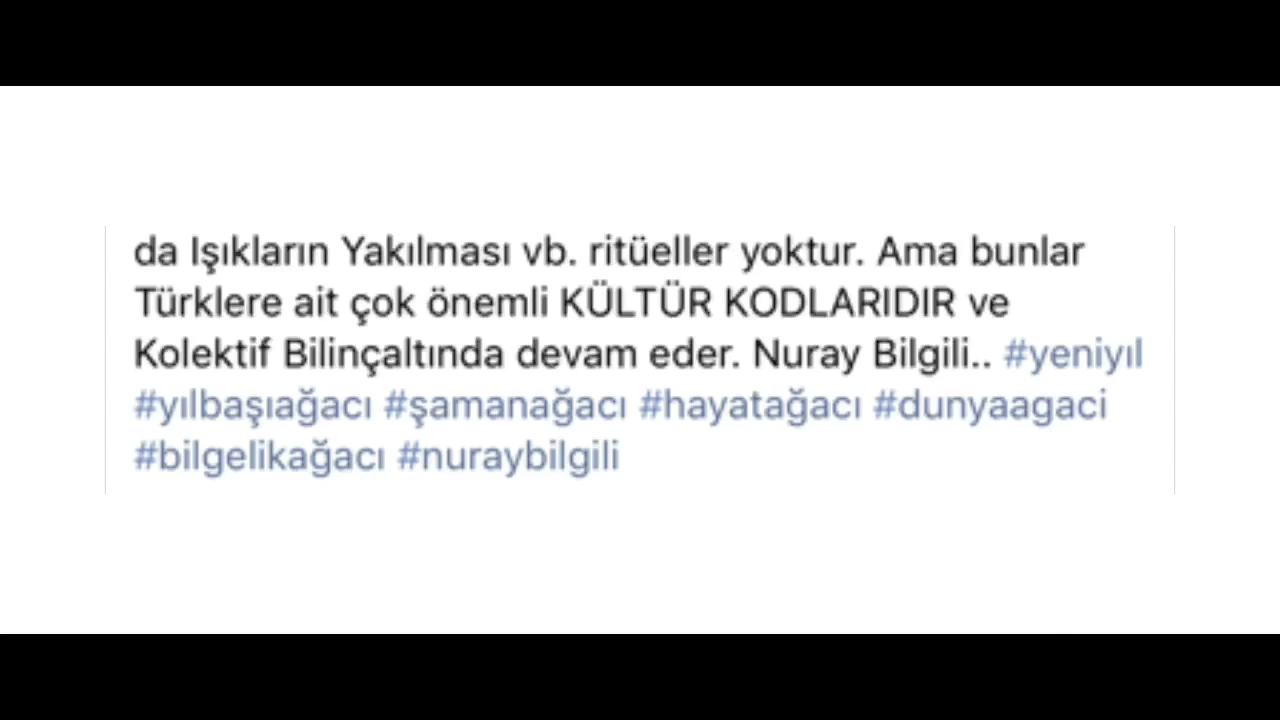 da Işıkların Yakılması vb. ritüeller yoktur. Ama bunlar
Türklere ait çok önemli KÜLTÜR KODLARIDIR ve
Kolektif Bilinçaltında devam eder. Nuray Bilgili.. #yeniyıl
#yılbaşıağacı #şamanağacı #hayatağacı #dunyaagaci
#bilgelikağacı #nuraybilgili